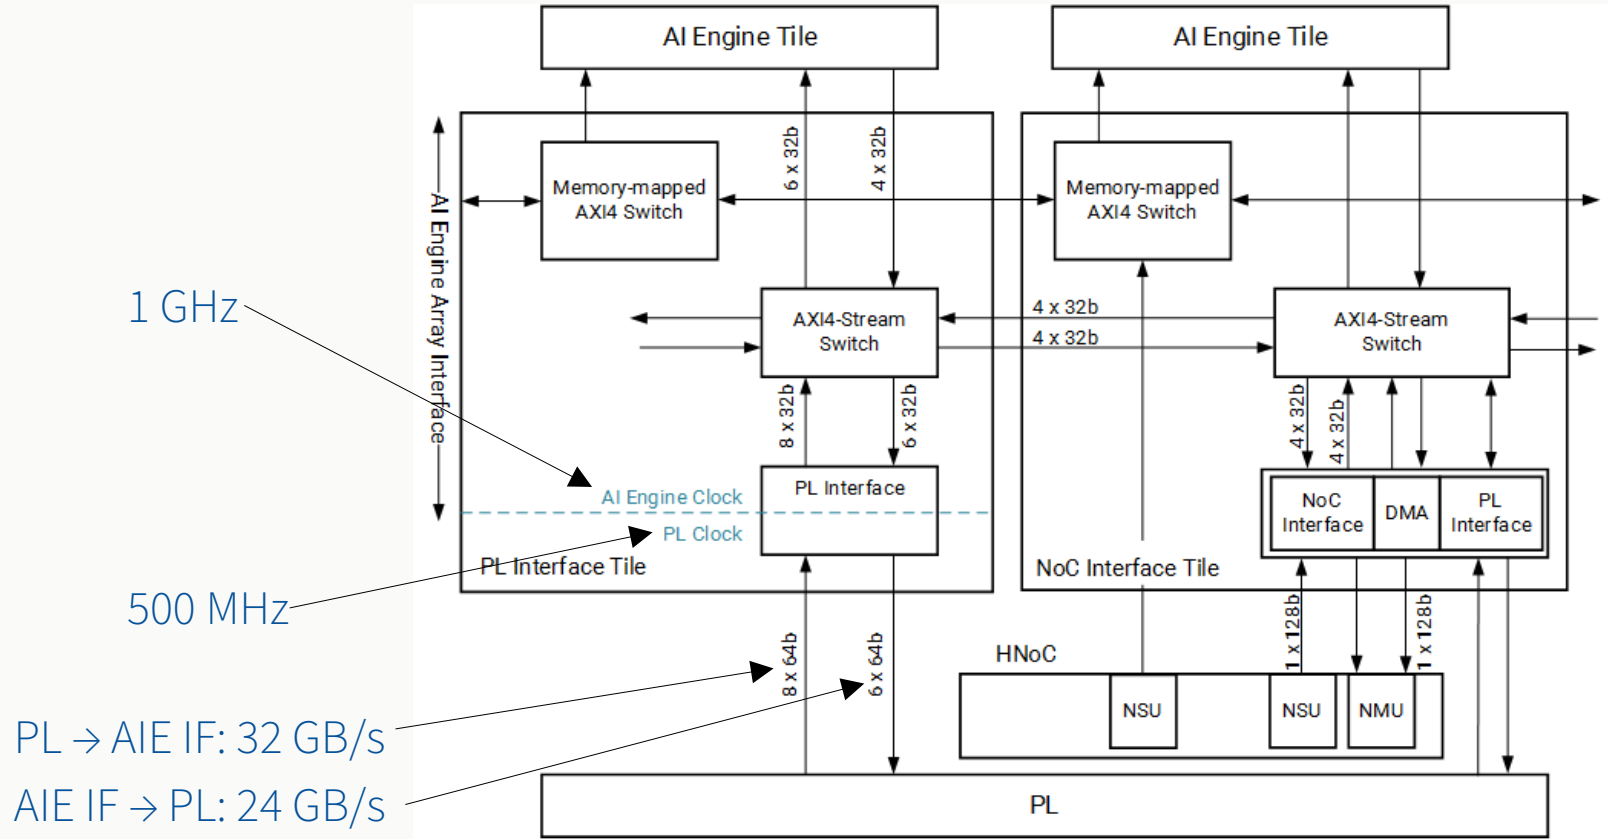 AI Engine Tile
AI Engine Tile
6 x 32b
4 x 32b
Memory-mapped
AXI4 Switch
Memory-mapped
AXI4 Switch
AI Engine Array Interface
1 GHz
AXI4-Stream
Switch
4 x 32b
4 x 32b
AXI4-Stream
Switch
8 x 32b
6 x 32b
4 x 32b
4 x 32b
AI Engine Clock
PL Interface
PL Clock
NoC
Interface
DMA
PL
Interface
PL Interface Tile
NoC Interface Tile
500 MHz
8 x 64b
6 x 64b
1 x 128b
1 x 128b
HNoC
NSU
NSU
NMU
PL → AIE IF: 32 GB/s
AIE IF → PL: 24 GB/s
PL